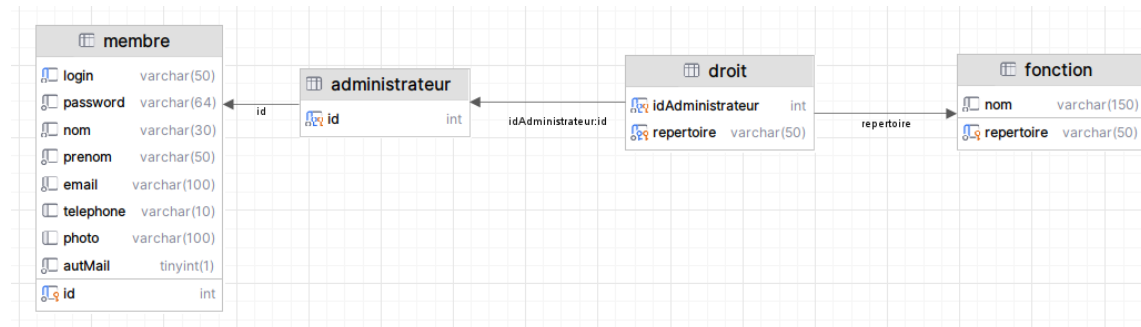 membre
login varchar(50)
password varchar(64)
nom varchar(30)
prenom varchar(50)
email varchar(100)
telephone varchar(10)
photo varchar(100)
autMail tinyint(1)
id int
id
administrateur
id int
idAdministrateur:id
droit
idAdministrateur int
repertoire varchar(50)
repertoire
fonction
nom varchar(150)
repertoire varchar(50)